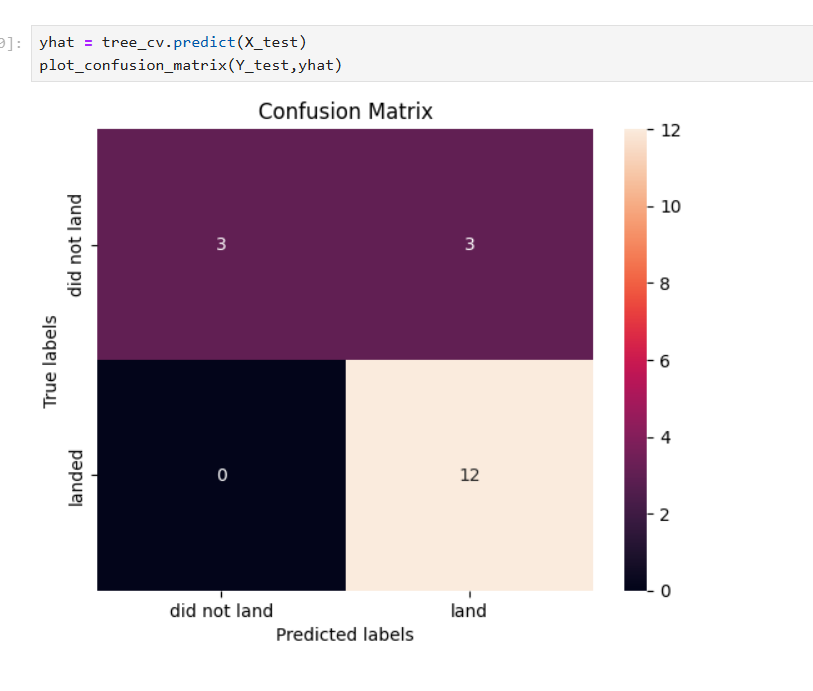 0]:
yhat = tree_cv.predict(X_test)
plot_confusion_matrix(Y_test,yhat)
Confusion Matrix
True labels
did not land
landed
3
3
0
12
did not land
land
Predicted labels
12
10
8
6
4
2
0